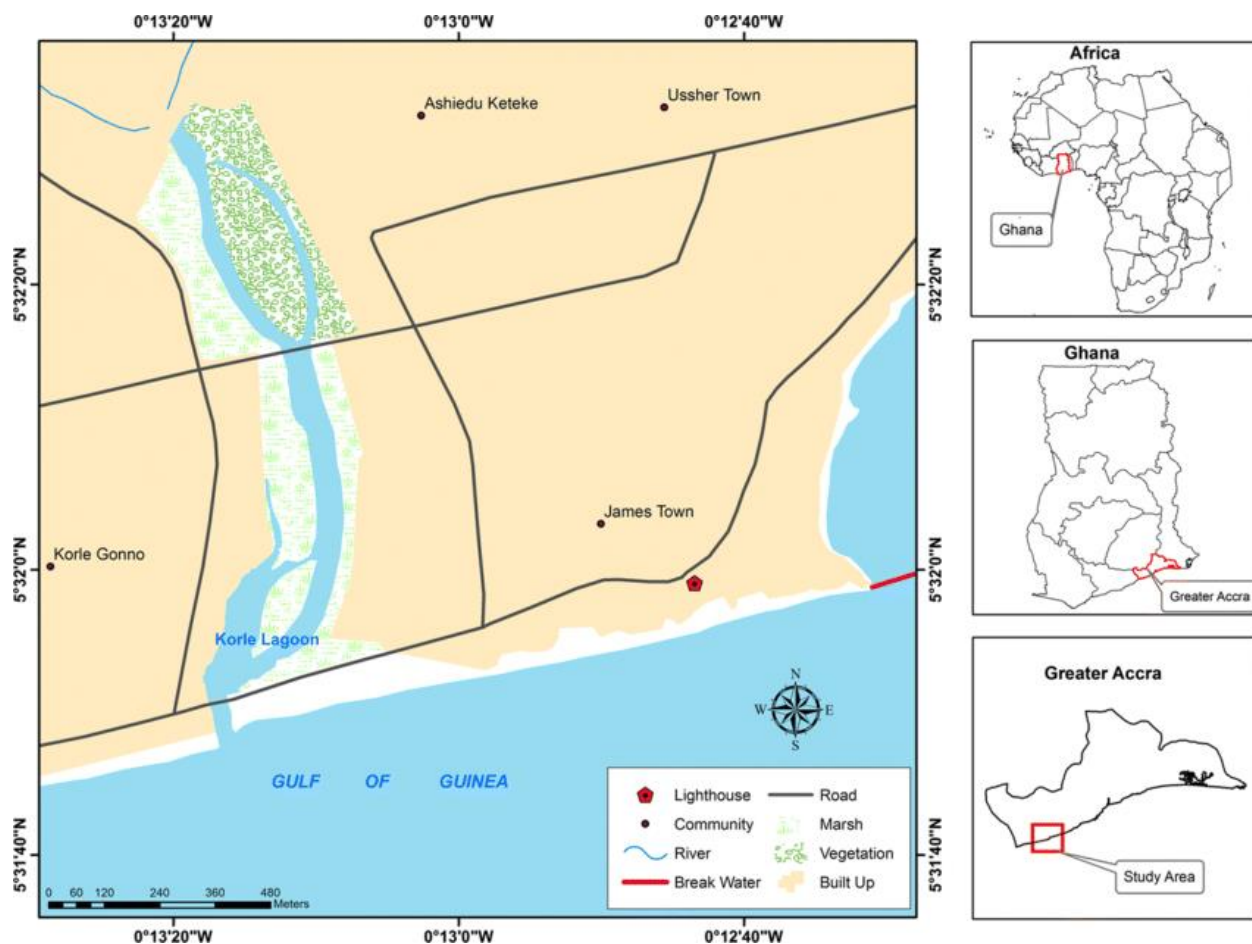 0°13'20"W
0°13'0"W
0°12'40"W
Ashiedu Keteke
Ussher Town
5°32'20"N
5°32'20"N
James Town
Korle Gonno
5°32'0"N
5°32'0"N
Korle Lagoon
N
W
E
S
GULF OF GUINEA
Lighthouse
Road
Community
Marsh
River
Vegetation
Break Water
Built Up
5°31'40"N
5°31'40"N
0 60 120 240 360 480
Meters
0°13'20"W
0°13'0"W
0°12'40"W
Africa
Ghana
Ghana
Greater Accra
Greater Accra
Study Area